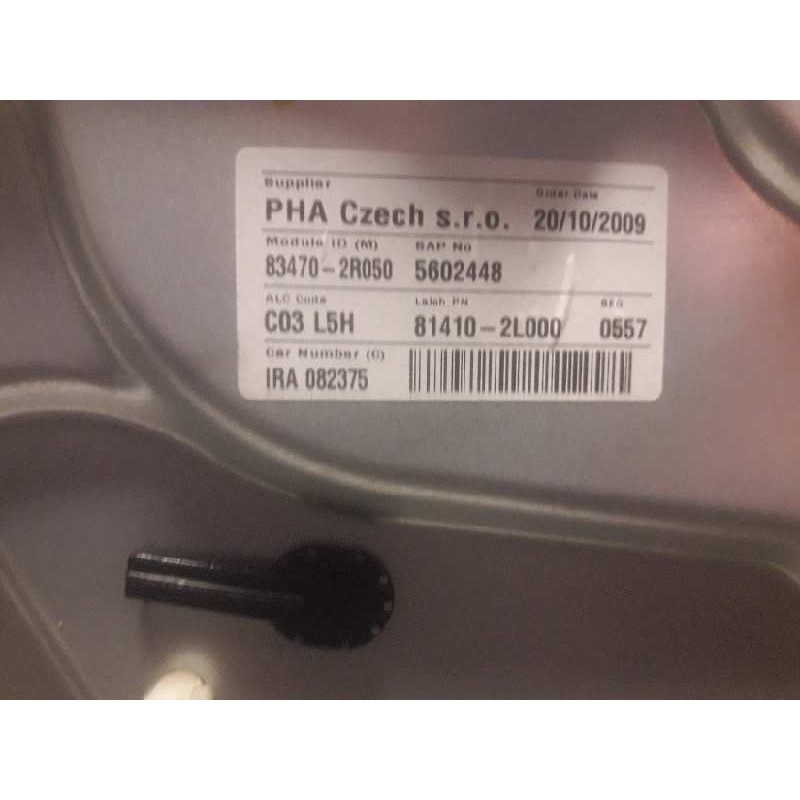 Supplier Order Date
PHA Czech s.r.o. 20/10/2009
Module ID (M) SAP No
83470-2R050 5602448
ALC Code Latch PN SEQ
C03 L5H 81410-2L000 0557
Car Number (C)
IRA 082375